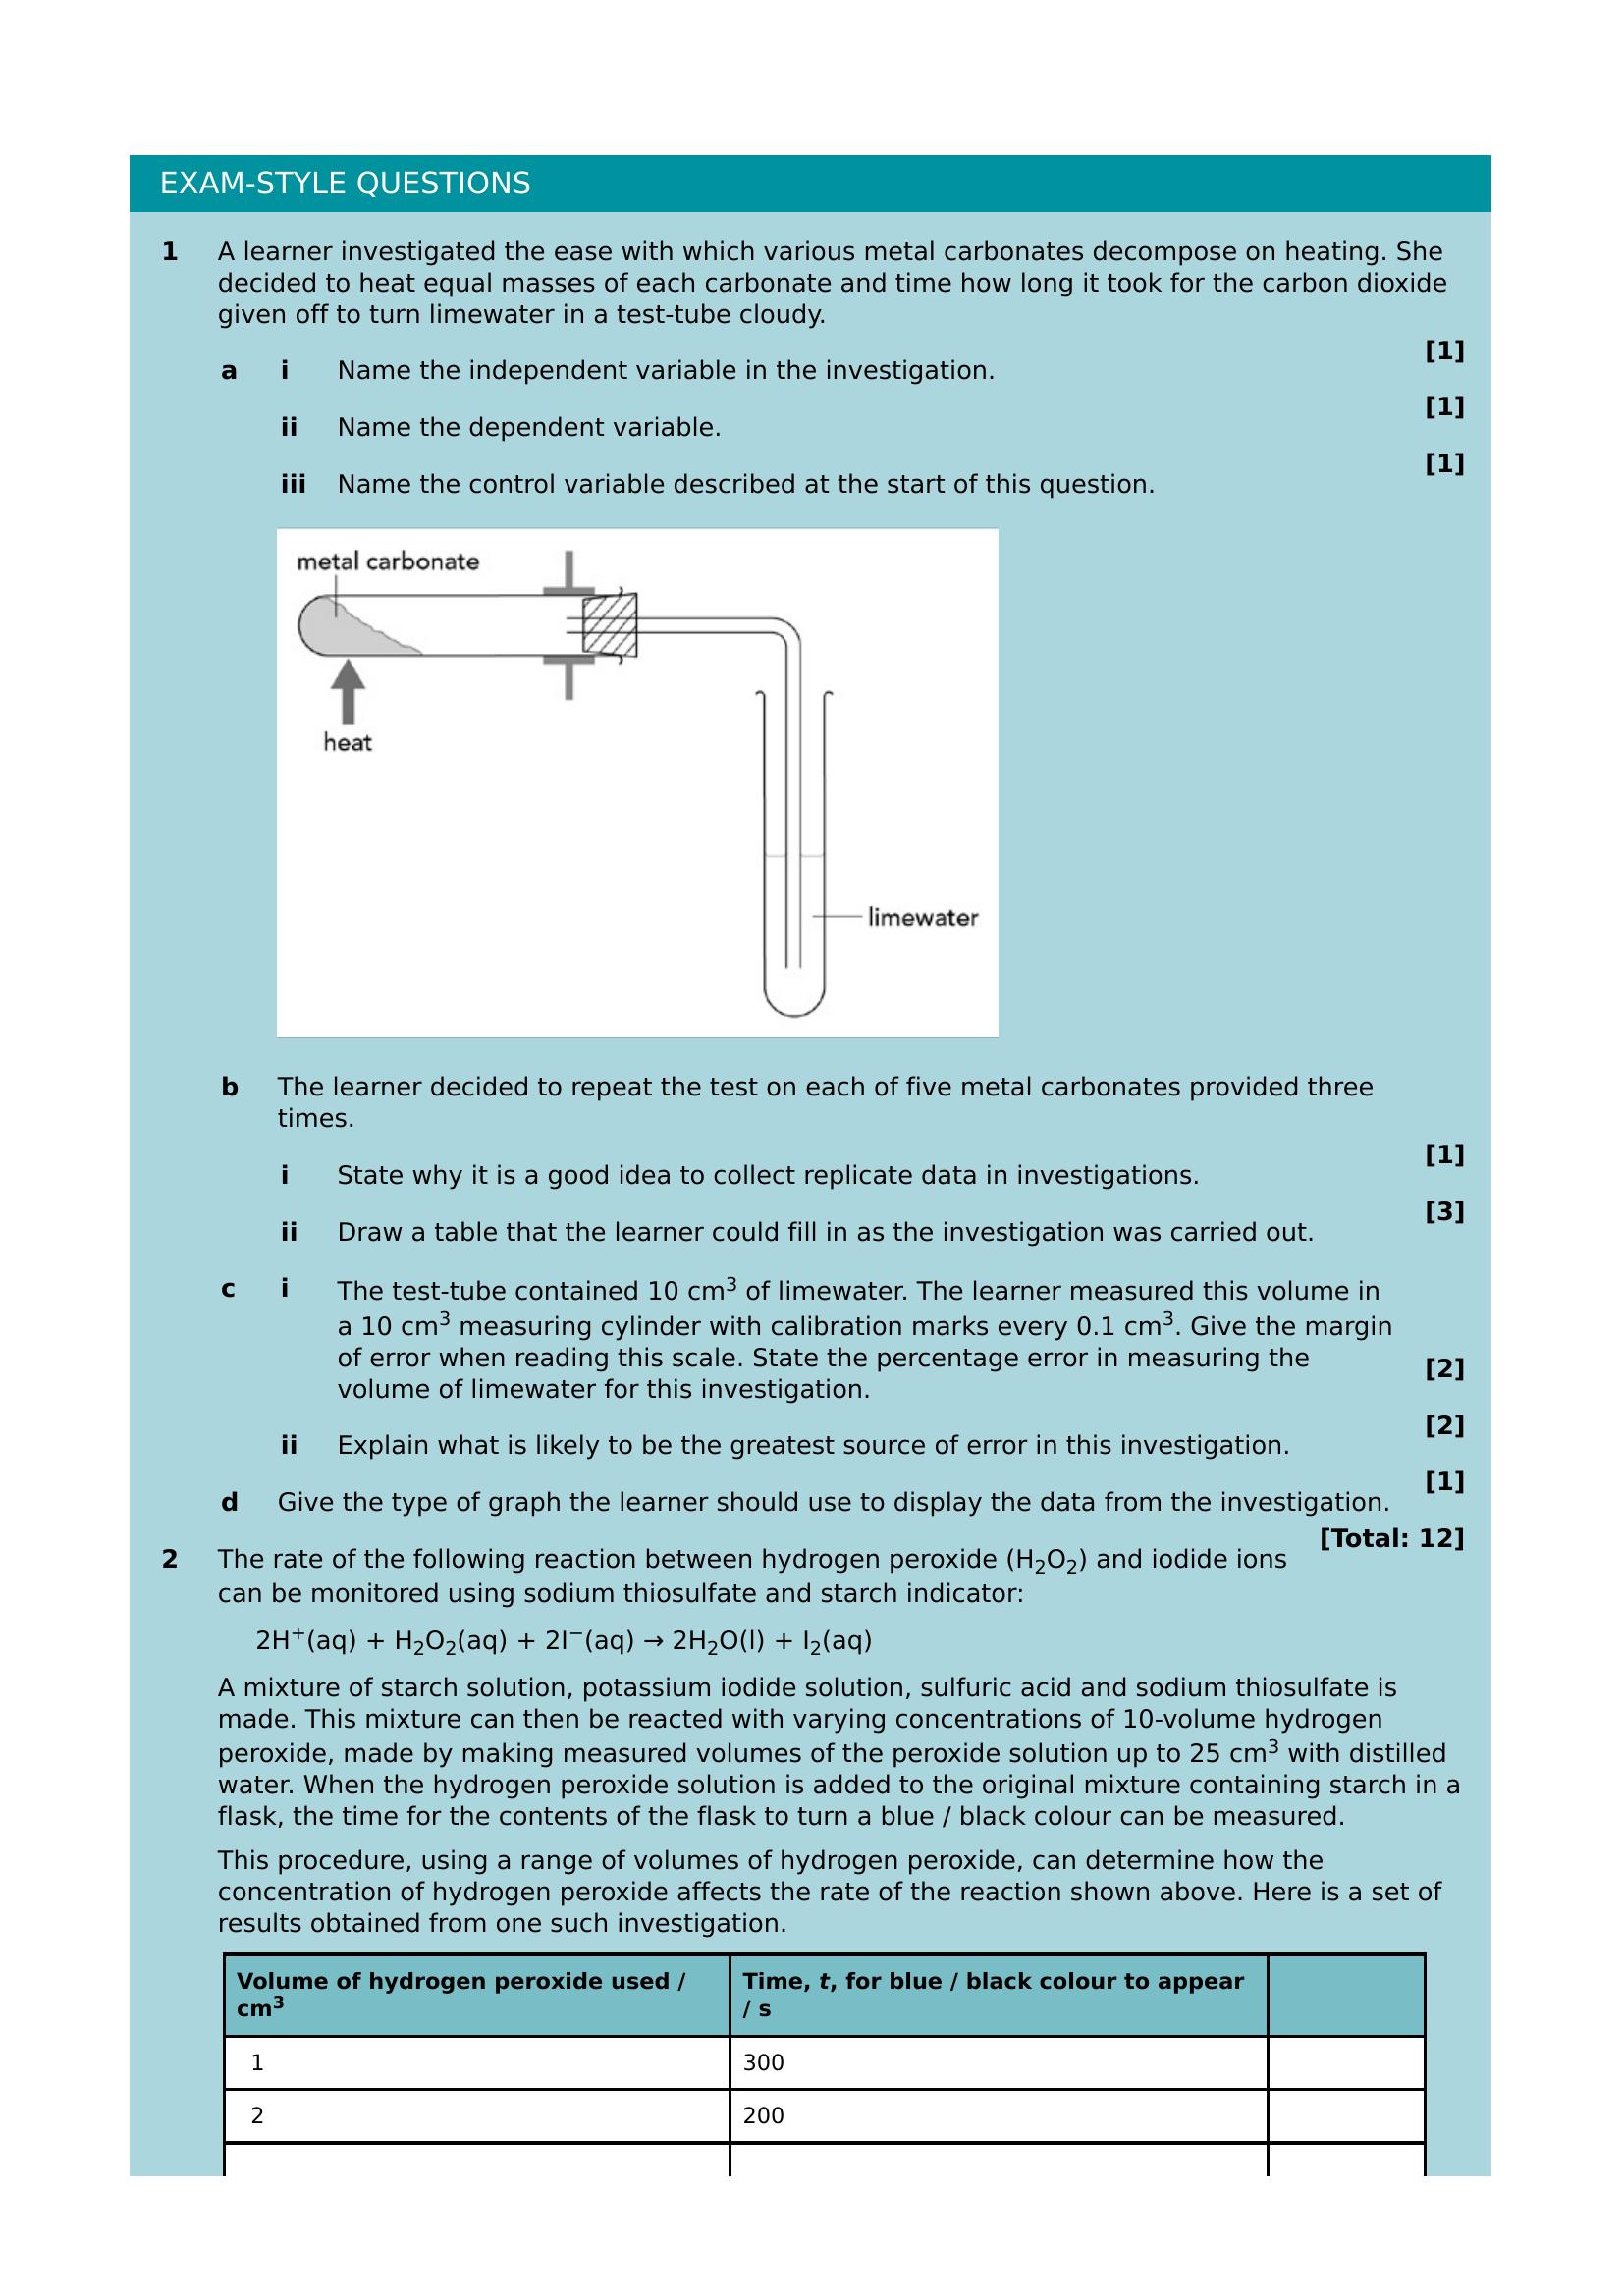 EXAM-STYLE QUESTIONS
1 A learner investigated the ease with which various metal carbonates decompose on heating. She
decided to heat equal masses of each carbonate and time how long it took for the carbon dioxide
given off to turn limewater in a test-tube cloudy.
a i Name the independent variable in the investigation. [1]
ii Name the dependent variable. [1]
iii Name the control variable described at the start of this question. [1]
metal carbonate
heat
limewater
b The learner decided to repeat the test on each of five metal carbonates provided three
times.
i State why it is a good idea to collect replicate data in investigations. [1]
ii Draw a table that the learner could fill in as the investigation was carried out. [3]
c i The test-tube contained 10 cm³ of limewater. The learner measured this volume in
a 10 cm³ measuring cylinder with calibration marks every 0.1 cm³. Give the margin
of error when reading this scale. State the percentage error in measuring the
volume of limewater for this investigation. [2]
ii Explain what is likely to be the greatest source of error in this investigation. [2]
d Give the type of graph the learner should use to display the data from the investigation. [1]
[Total: 12]
2 The rate of the following reaction between hydrogen peroxide (H₂O₂) and iodide ions
can be monitored using sodium thiosulfate and starch indicator:
2H⁺(aq) + H₂O₂(aq) + 2I⁻(aq) → 2H₂O(l) + I₂(aq)
A mixture of starch solution, potassium iodide solution, sulfuric acid and sodium thiosulfate is
made. This mixture can then be reacted with varying concentrations of 10-volume hydrogen
peroxide, made by making measured volumes of the peroxide solution up to 25 cm³ with distilled
water. When the hydrogen peroxide solution is added to the original mixture containing starch in a
flask, the time for the contents of the flask to turn a blue / black colour can be measured.
This procedure, using a range of volumes of hydrogen peroxide, can determine how the
concentration of hydrogen peroxide affects the rate of the reaction shown above. Here is a set of
results obtained from one such investigation.
Volume of hydrogen peroxide used /
cm³
Time, t, for blue / black colour to appear
/ s
1 300
2 200